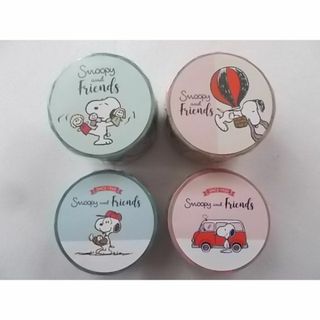 Snoopy
and
Friends
Snoopy
and
Friends
SINCE 1950
Snoopy and Friends
SINCE 1950
Snoopy and Friends